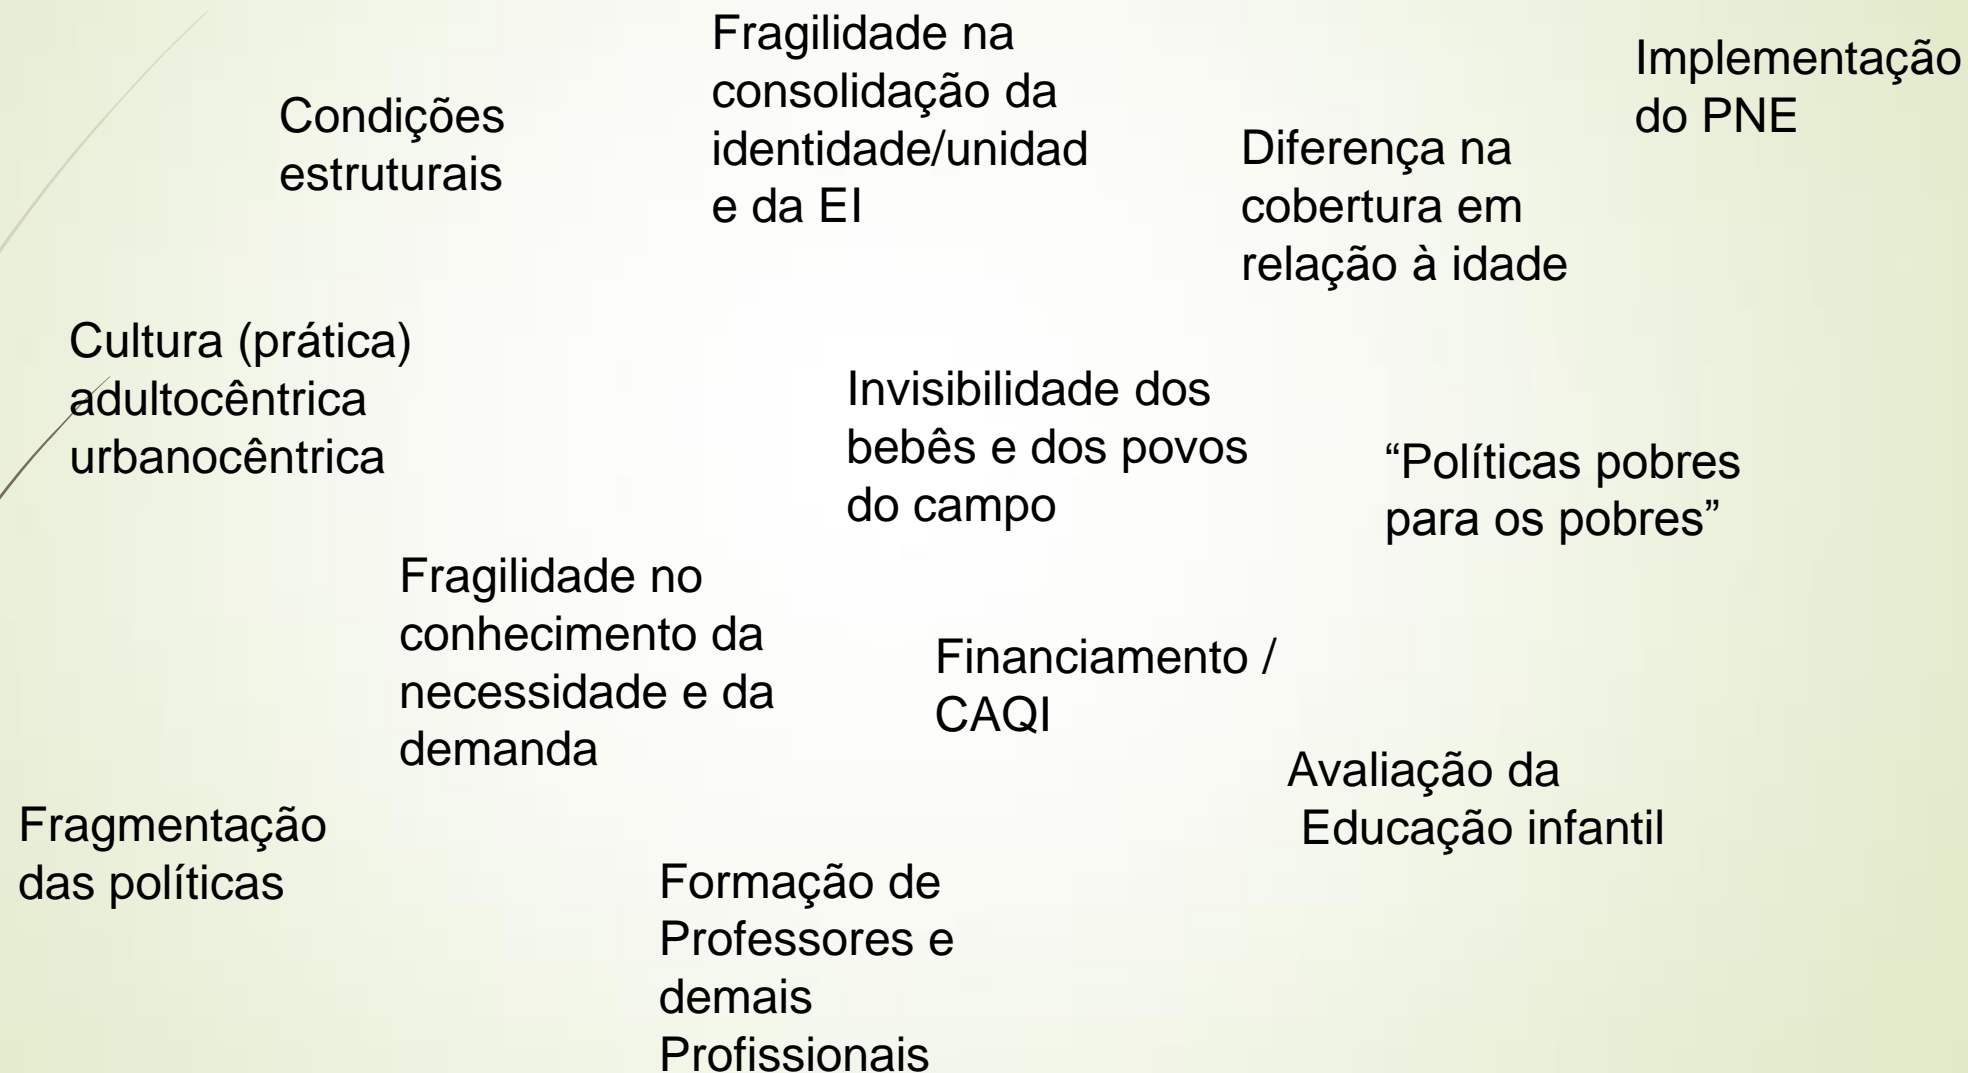 Fragilidade na
consolidação da
identidade/unidad
e da EI
Implementação
do PNE
Condições
estruturais
Diferença na
cobertura em
relação à idade
Cultura (prática)
adultocêntrica
urbanocêntrica
Invisibilidade dos
bebês e dos povos
do campo
“Políticas pobres
para os pobres”
Fragilidade no
conhecimento da
necessidade e da
demanda
Financiamento /
CAQI
Avaliação da
Educação infantil
Fragmentação
das políticas
Formação de
Professores e
demais
Profissionais